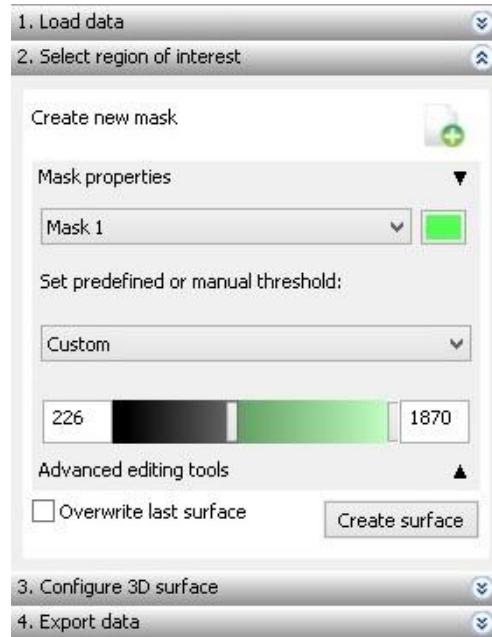 1. Load data
2. Select region of interest
Create new mask
Mask properties
Mask 1
Set predefined or manual threshold:
Custom
226 1870
Advanced editing tools
Overwrite last surface Create surface
3. Configure 3D surface
4. Export data